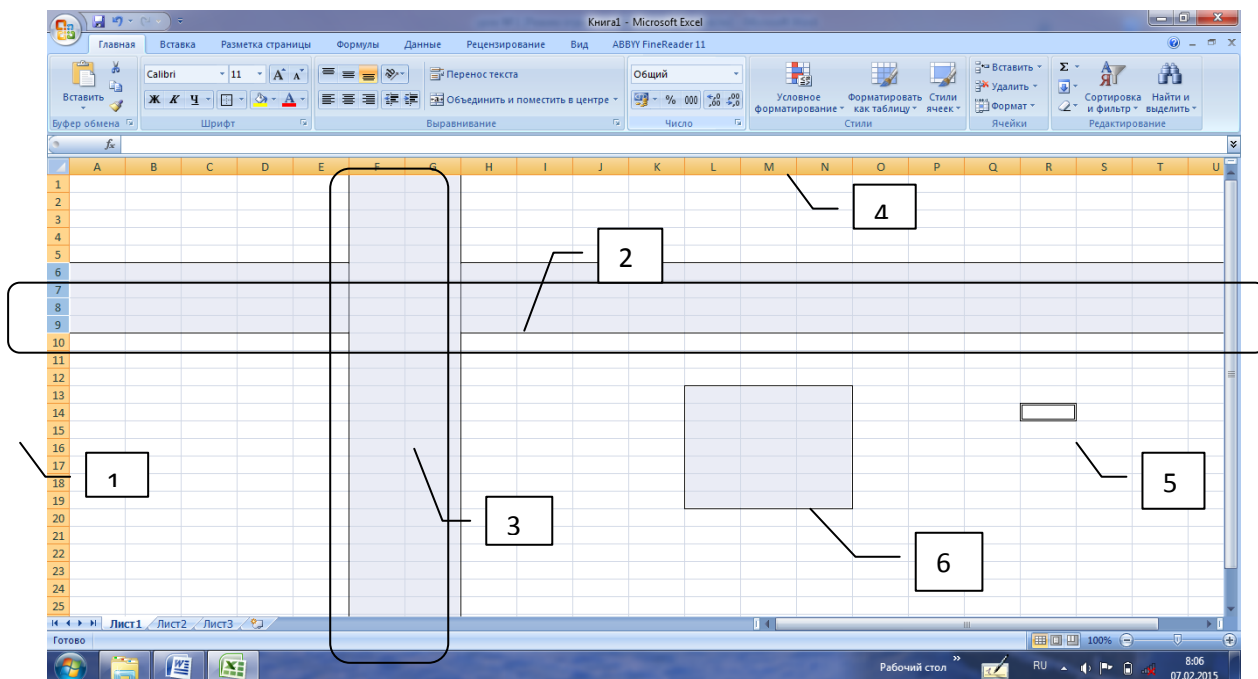 Книга1 - Microsoft Excel
Главная Вставка Разметка страницы Формулы Данные Рецензирование Вид ABBYY FineReader 11
Вставить
Буфер обмена
Calibri 11
Ж К Ч
Шрифт
Перенос текста
Объединить и поместить в центре
Выравнивание
Общий
% 000
Число
Условное форматирование
Форматировать как таблицу
Стили ячеек
Стили
Вставить
Удалить
Формат
Ячейки
Σ
Сортировка и фильтр
Найти и выделить
Редактирование
fx
A B C D E F G H I J K L M N O P Q R S T U
1
2
3
4
5
6
7
8
9
10
11
12
13
14
15
16
17
18
19
20
21
22
23
24
25
4
2
1
3
5
6
Лист1 Лист2 Лист3
Готово
100%
Рабочий стол »
RU
8:06
07.02.2015